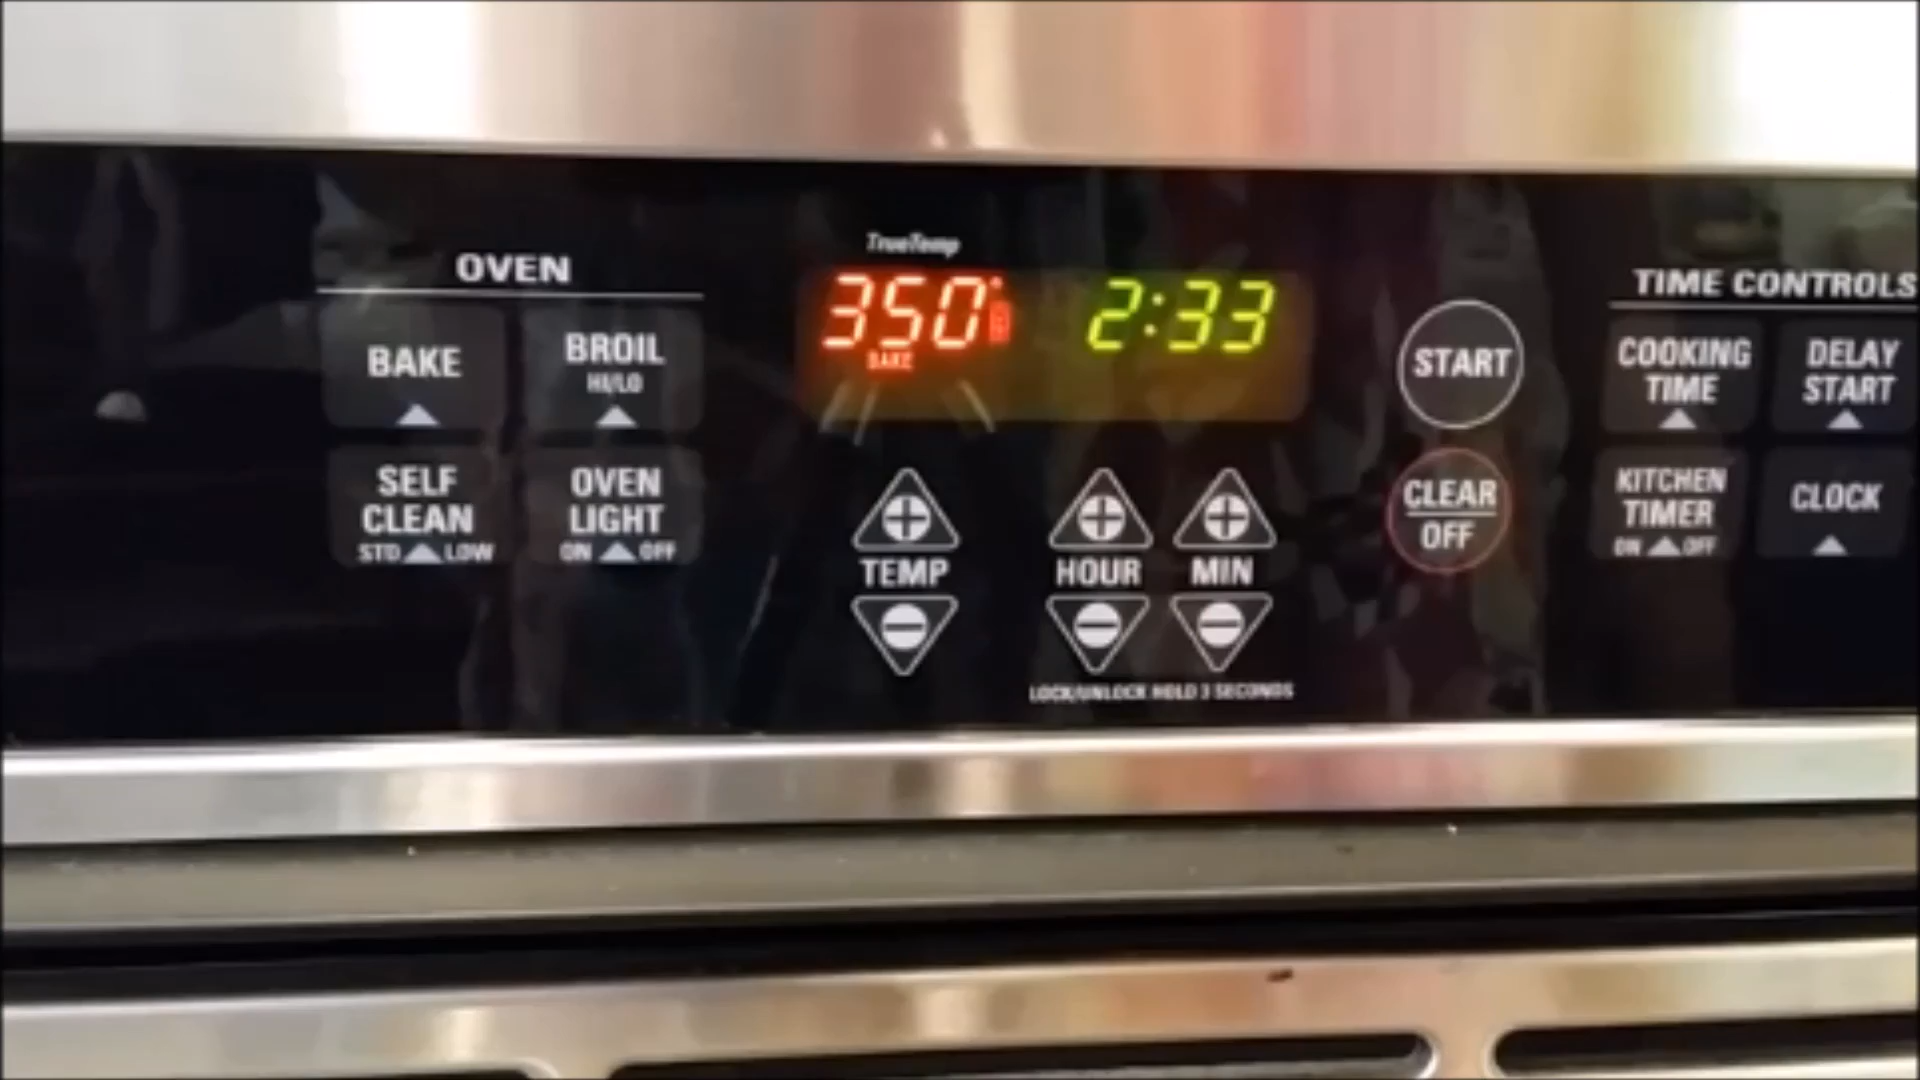 TrueTemp
OVEN
350°
BAKE
2:33
TIME CONTROLS
BAKE
BROIL
HI/LO
START
COOKING
TIME
DELAY
START
SELF
CLEAN
STD LOW
OVEN
LIGHT
ON OFF
TEMP
HOUR
MIN
CLEAR
OFF
KITCHEN
TIMER
ON OFF
CLOCK
LOCK/UNLOCK HOLD 3 SECONDS